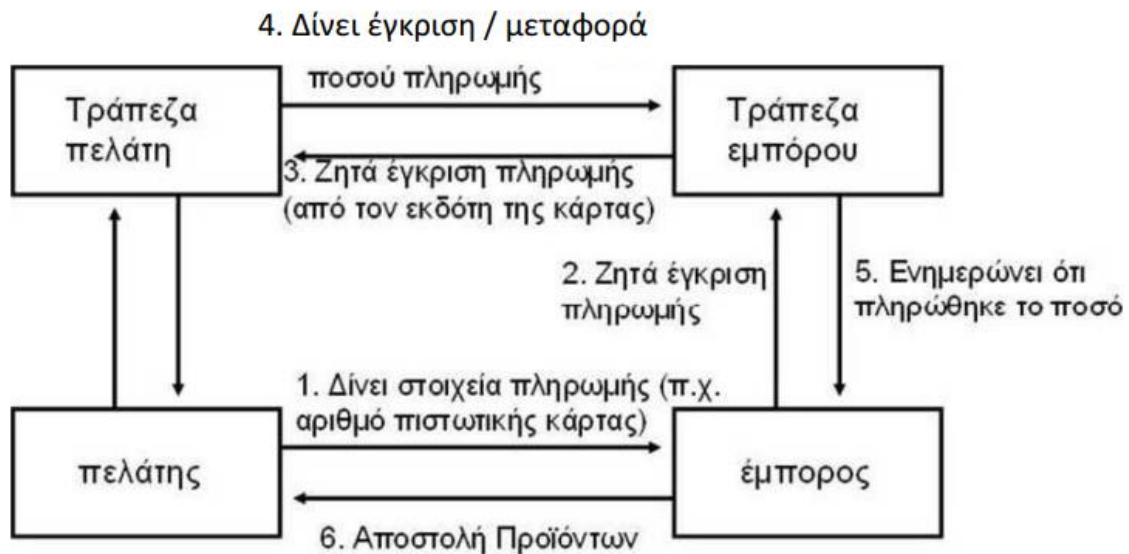 4. Δίνει έγκριση / μεταφορά
ποσού πληρωμής
Τράπεζα
πελάτη
Τράπεζα
εμπόρου
3. Ζητά έγκριση πληρωμής
(από τον εκδότη της κάρτας)
2. Ζητά έγκριση
πληρωμής
5. Ενημερώνει ότι
πληρώθηκε το ποσό
1. Δίνει στοιχεία πληρωμής (π.χ.
αριθμό πιστωτικής κάρτας)
πελάτης
έμπορος
6. Αποστολή Προϊόντων